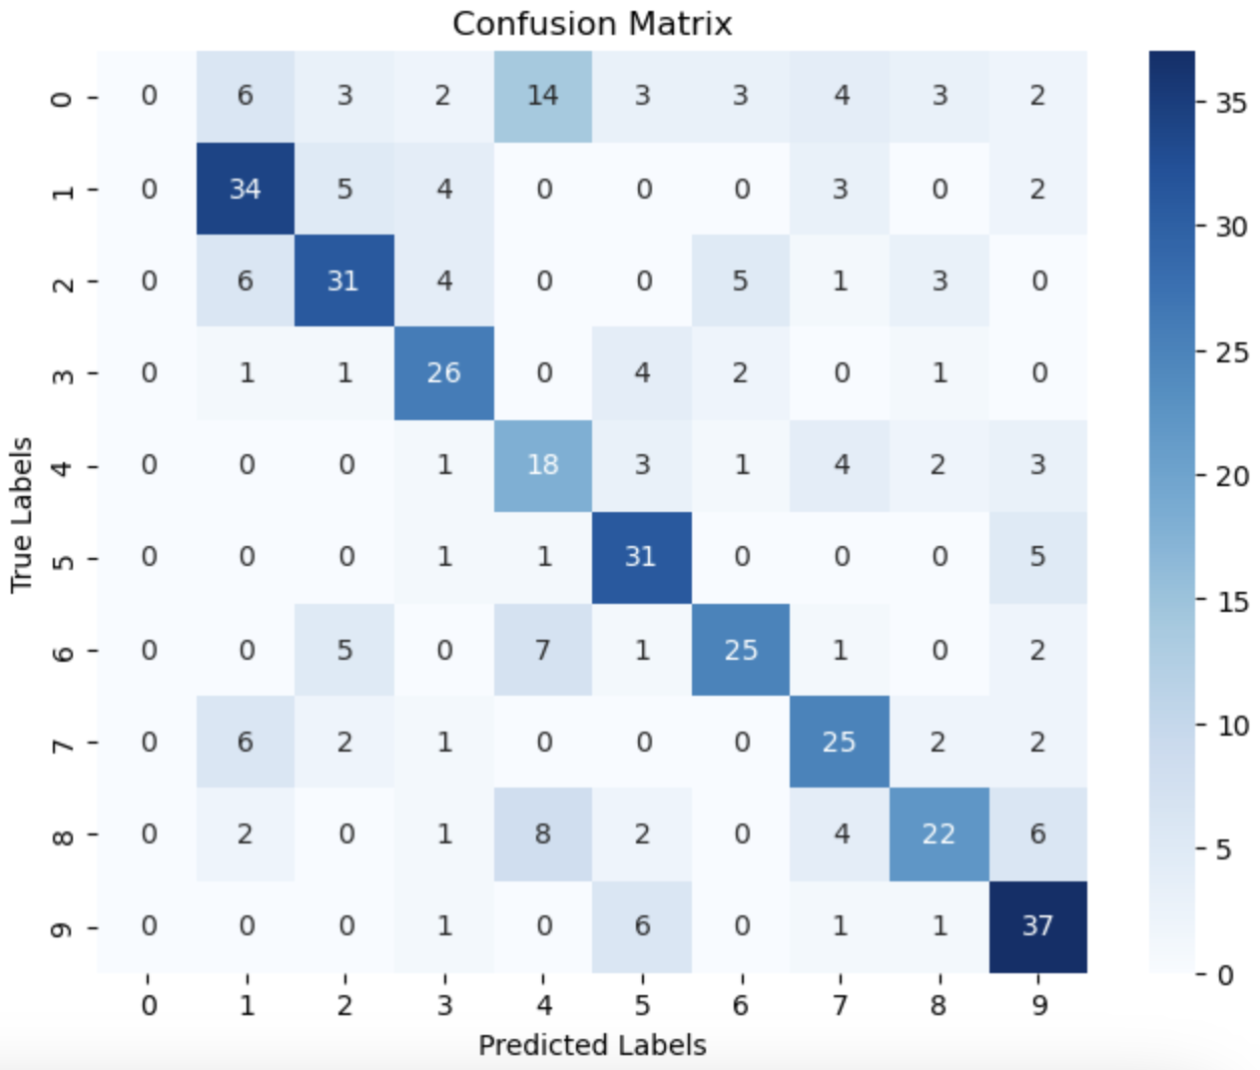 Confusion Matrix
0 0 6 3 2 14 3 3 4 3 2
1 0 34 5 4 0 0 0 3 0 2
2 0 6 31 4 0 0 5 1 3 0
3 0 1 1 26 0 4 2 0 1 0
4 0 0 0 1 18 3 1 4 2 3
5 0 0 0 1 1 31 0 0 0 5
6 0 0 5 0 7 1 25 1 0 2
7 0 6 2 1 0 0 0 25 2 2
8 0 2 0 1 8 2 0 4 22 6
9 0 0 0 1 0 6 0 1 1 37
0 1 2 3 4 5 6 7 8 9
Predicted Labels
True Labels
35
30
25
20
15
10
5
0